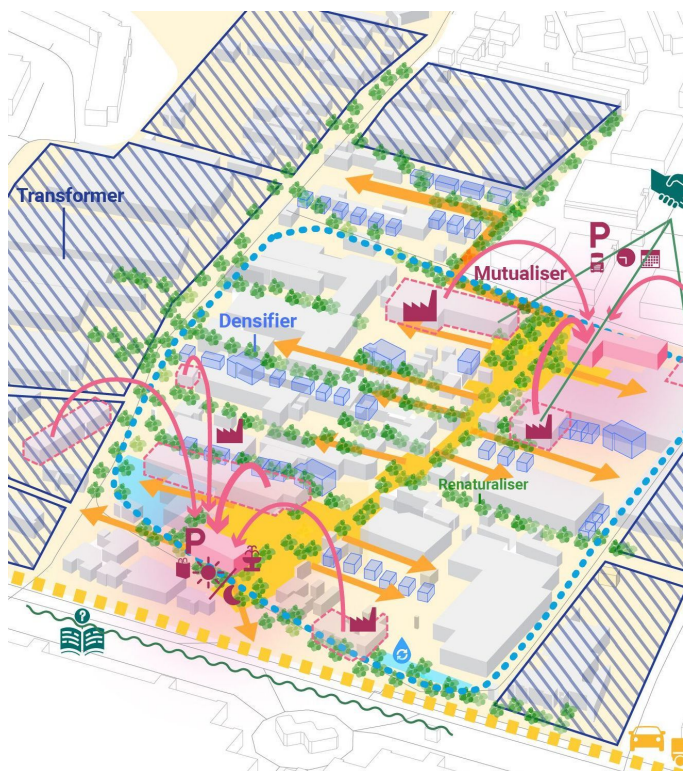 Transformer
P
Mutualiser
Densifier
Renaturaliser
P
?